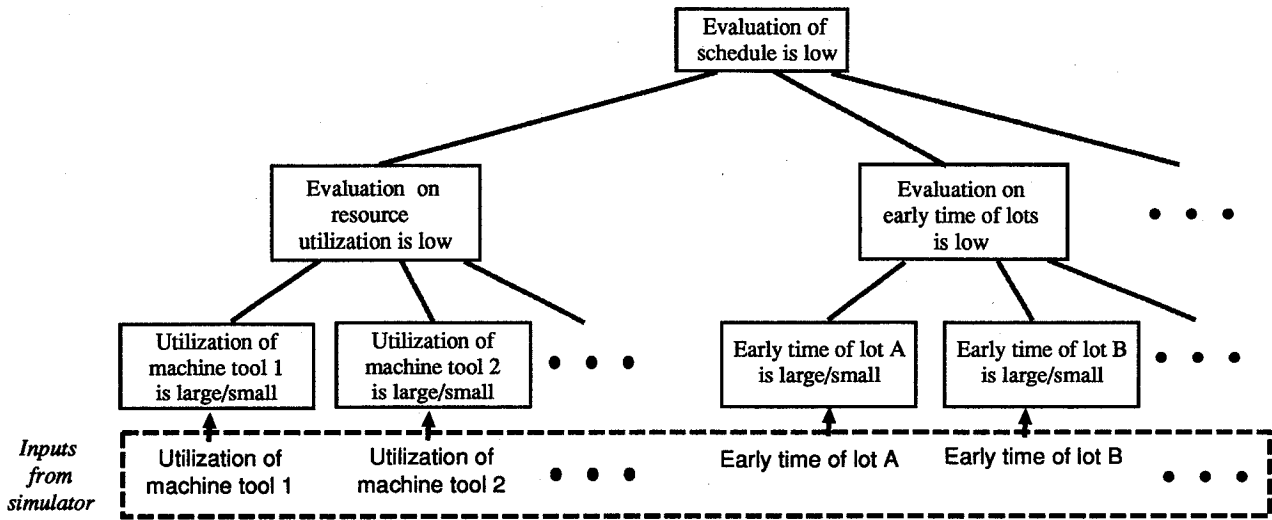 Evaluation of
schedule is low
Evaluation on
resource
utilization is low
Evaluation on
early time of lots
is low
Utilization of
machine tool 1
is large/small
Utilization of
machine tool 2
is large/small
Early time of lot A
is large/small
Early time of lot B
is large/small
Inputs
from
simulator
Utilization of
machine tool 1
Utilization of
machine tool 2
Early time of lot A
Early time of lot B